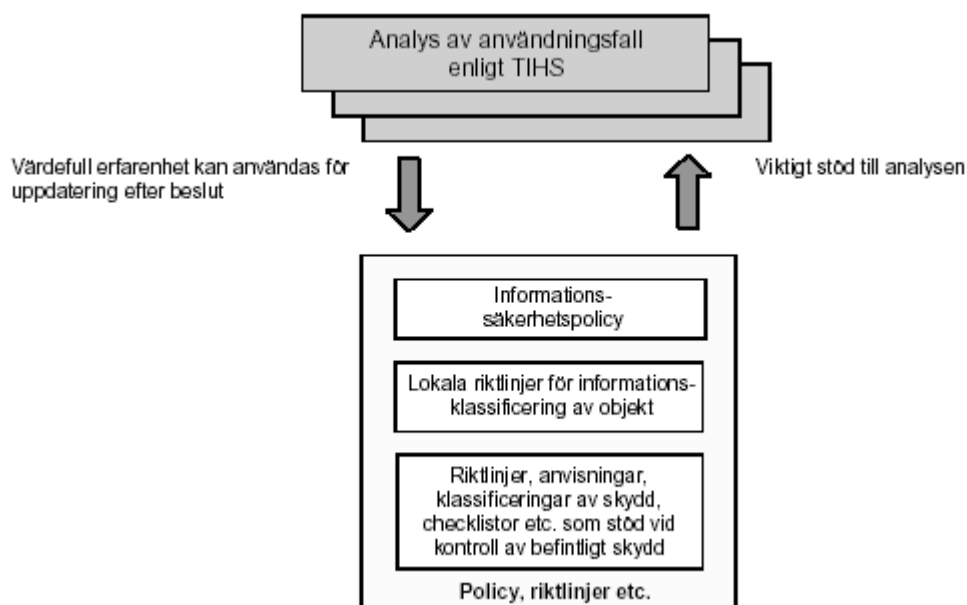 Analys av användningsfall
enligt TIHS
Värdefull erfarenhet kan användas för
uppdatering efter beslut
Viktigt stöd till analysen
Informations-
säkerhetspolicy
Lokala riktlinjer för informations-
klassificering av objekt
Riktlinjer, anvisningar,
klassificeringar av skydd,
checklistor etc. som stöd vid
kontroll av befintligt skydd
Policy, riktlinjer etc.